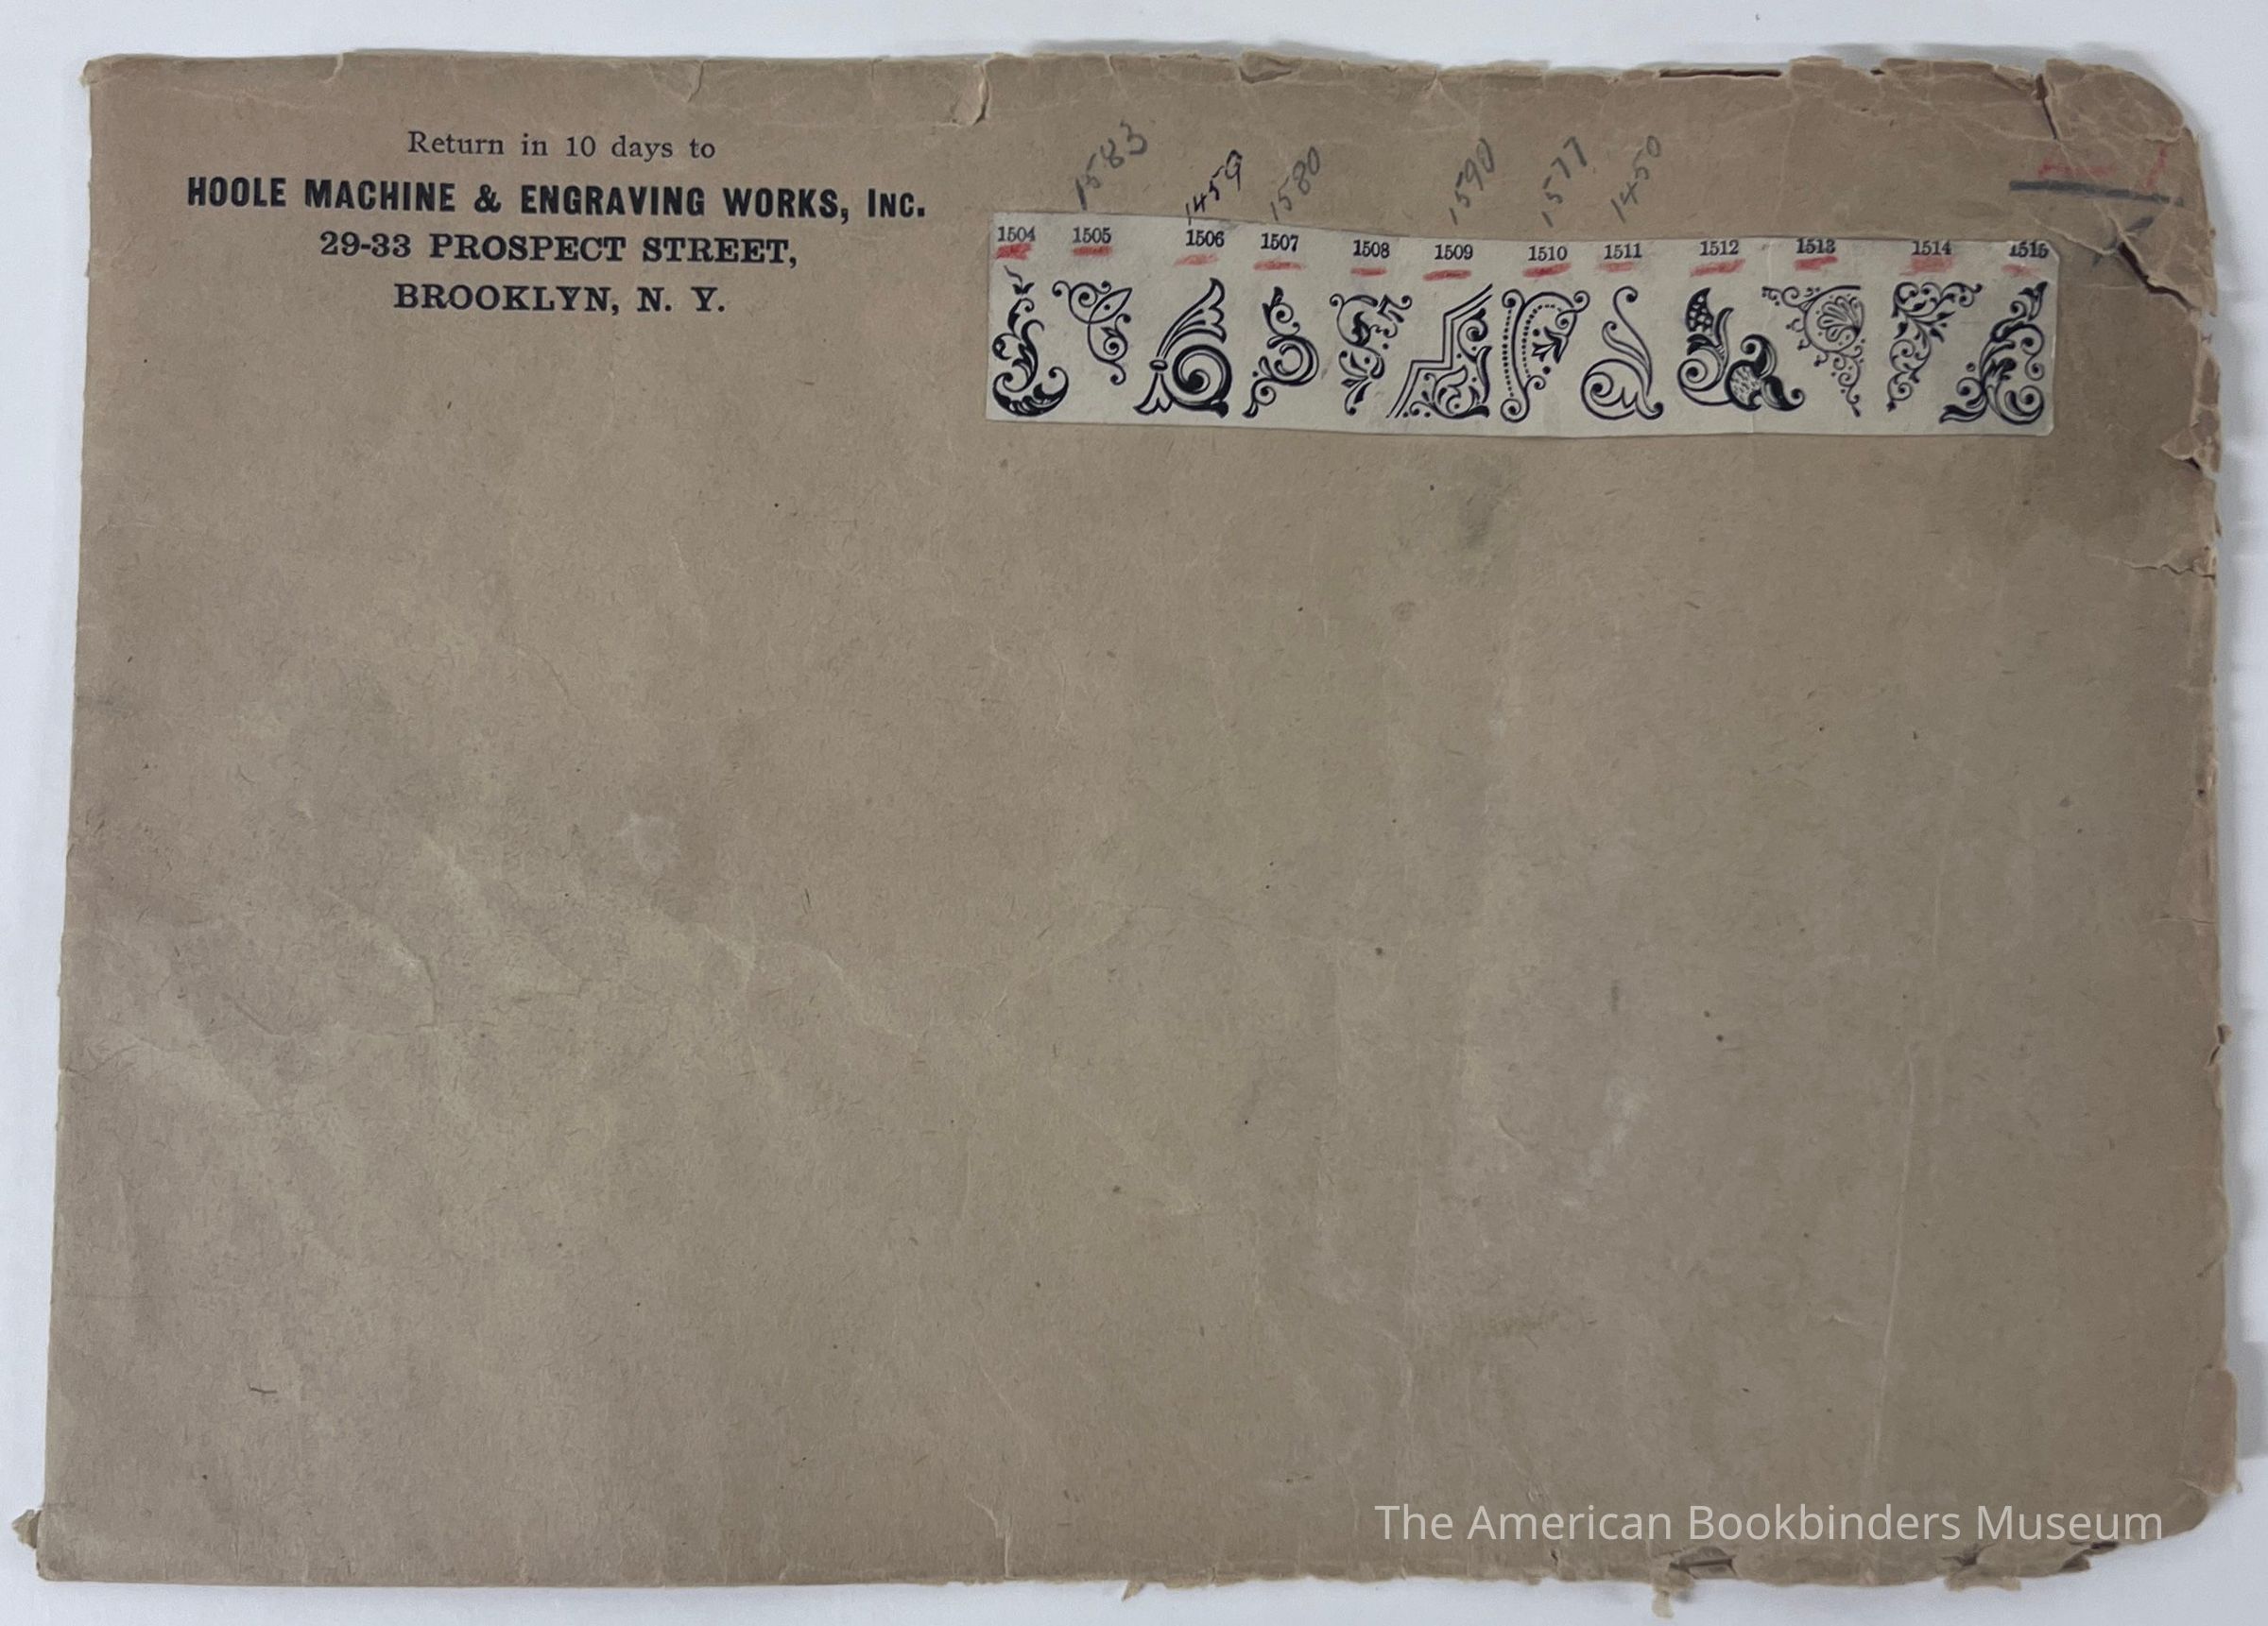 Return in 10 days to
HOOLE MACHINE & ENGRAVING WORKS, INC.
29-33 PROSPECT STREET,
BROOKLYN, N. Y.
1583 1459 1580 1590 1577 1450
1504 1505 1506 1507 1508 1509 1510 1511 1512 1513 1514 1515
The American Bookbinders Museum